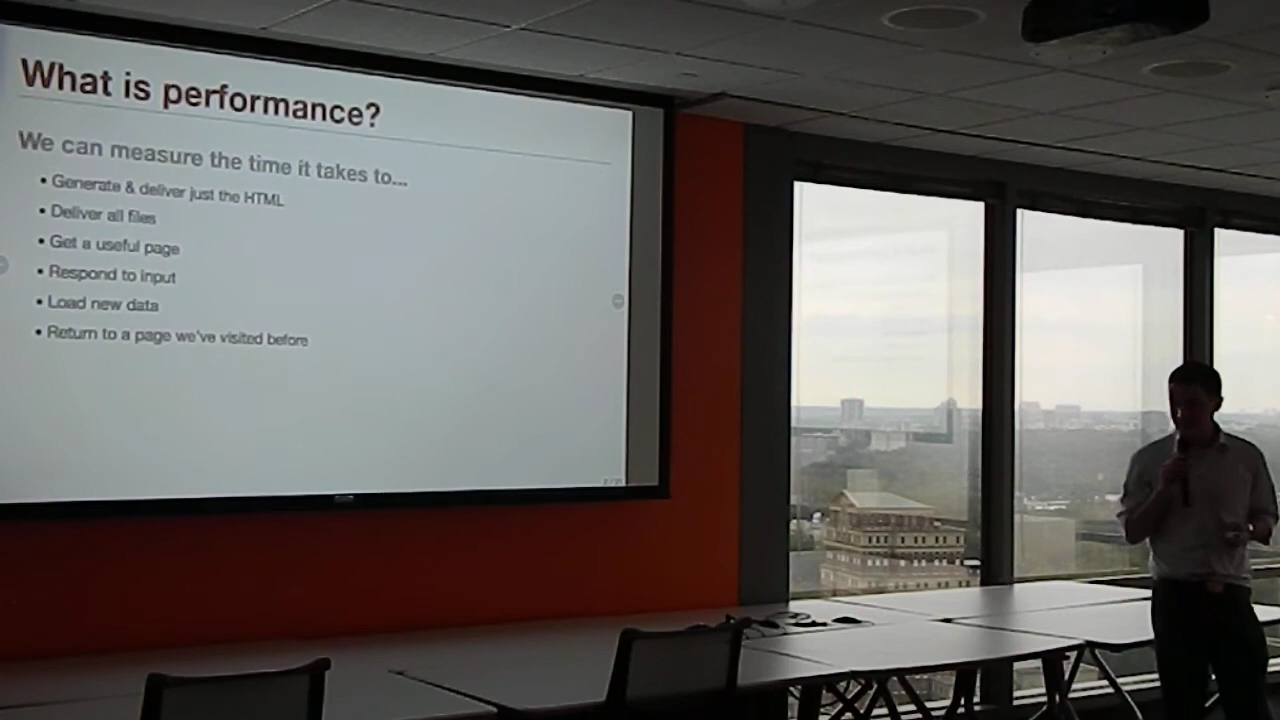 What is performance?
We can measure the time it takes to...
• Generate & deliver just the HTML
• Deliver all files
• Get a useful page
• Respond to input
• Load new data
• Return to a page we've visited before